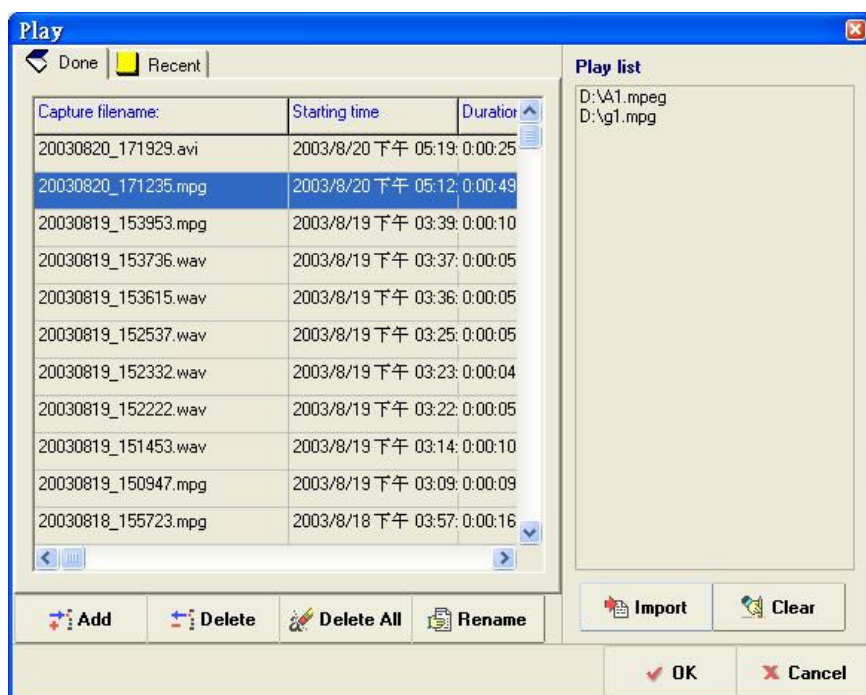 Play
Done Recent
Capture filename: Starting time Duration
20030820_171929.avi 2003/8/20 下午 05:19: 0:00:25
20030820_171235.mpg 2003/8/20 下午 05:12: 0:00:49
20030819_153953.mpg 2003/8/19 下午 03:39: 0:00:10
20030819_153736.wav 2003/8/19 下午 03:37: 0:00:05
20030819_153615.wav 2003/8/19 下午 03:36: 0:00:05
20030819_152537.wav 2003/8/19 下午 03:25: 0:00:05
20030819_152332.wav 2003/8/19 下午 03:23: 0:00:04
20030819_152222.wav 2003/8/19 下午 03:22: 0:00:05
20030819_151453.wav 2003/8/19 下午 03:14: 0:00:10
20030819_150947.mpg 2003/8/19 下午 03:09: 0:00:09
20030818_155723.mpg 2003/8/18 下午 03:57: 0:00:16
Add Delete Delete All Rename
Play list
D:\A1.mpeg
D:\g1.mpg
Import Clear
OK Cancel